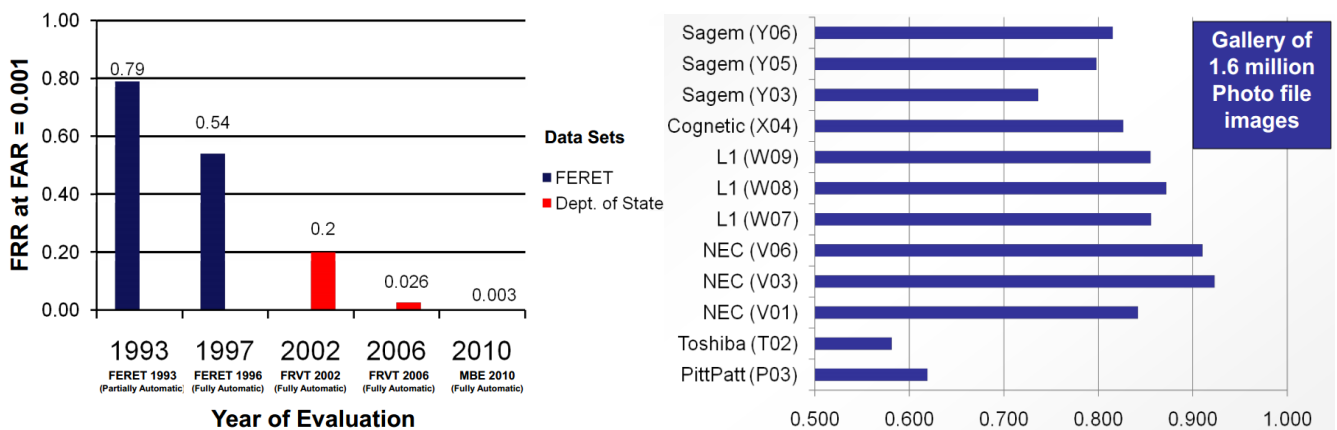 1.00
0.80
0.60
0.40
0.20
0.00
FRR at FAR = 0.001
0.79
0.54
0.2
0.026
0.003
Data Sets
FERET
Dept. of State
1993 1997 2002 2006 2010
FERET 1993 FERET 1996 FRVT 2002 FRVT 2006 MBE 2010
(Partially Automatic) (Fully Automatic) (Fully Automatic) (Fully Automatic) (Fully Automatic)
Year of Evaluation
Sagem (Y06)
Sagem (Y05)
Sagem (Y03)
Cognetic (X04)
L1 (W09)
L1 (W08)
L1 (W07)
NEC (V06)
NEC (V03)
NEC (V01)
Toshiba (T02)
PittPatt (P03)
0.500 0.600 0.700 0.800 0.900 1.000
Gallery of
1.6 million
Photo file
images